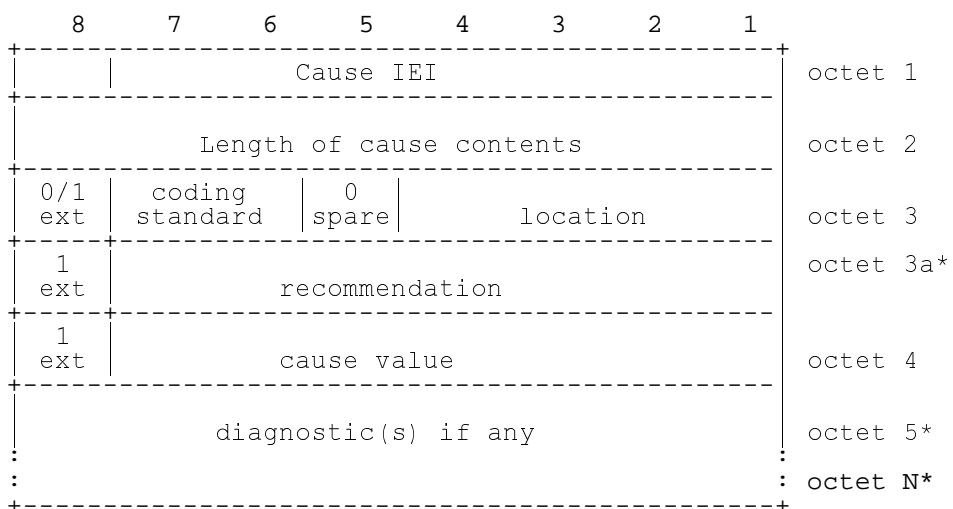 8 7 6 5 4 3 2 1
Cause IEI octet 1
Length of cause contents octet 2
0/1 coding 0
ext standard spare location octet 3
1 octet 3a*
ext recommendation
1
ext cause value octet 4
diagnostic(s) if any octet 5*
: :
: : octet N*